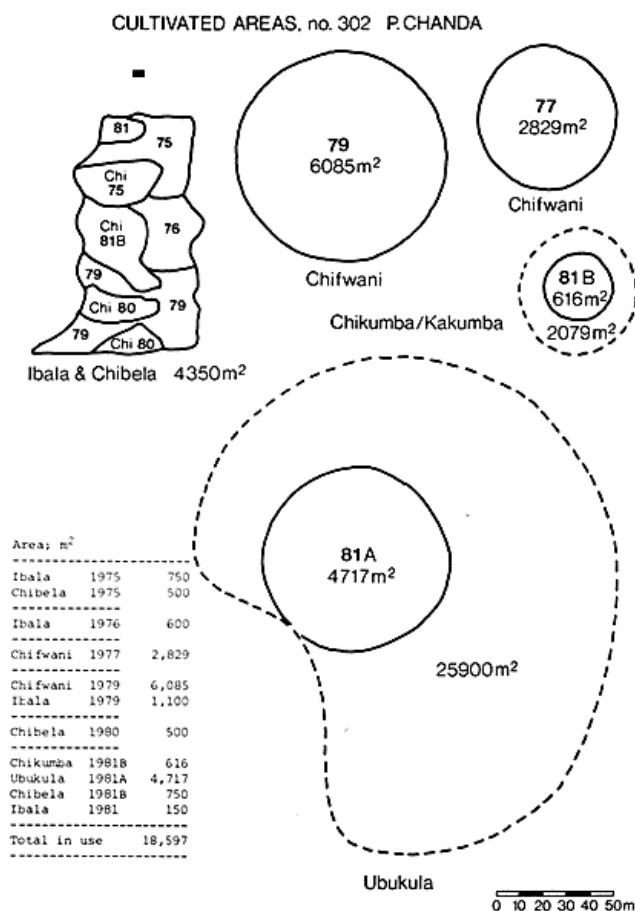 CULTIVATED AREAS, no. 302 P. CHANDA
81
75
Chi
75
Chi
81B
76
79
79
Chi 80
79
Chi 80
Ibala & Chibela 4350m²
79
6085m²
Chifwani
77
2829m²
Chifwani
81B
616m²
2079m²
Chikumba/Kakumba
81A
4717m²
25900m²
Ubukula
Area; m²
Ibala 1975 750
Chibela 1975 500
Ibala 1976 600
Chifwani 1977 2,829
Chifwani 1979 6,085
Ibala 1979 1,100
Chibela 1980 500
Chikumba 1981B 616
Ubukula 1981A 4,717
Chibela 1981B 750
Ibala 1981 150
Total in use 18,597
0 10 20 30 40 50m